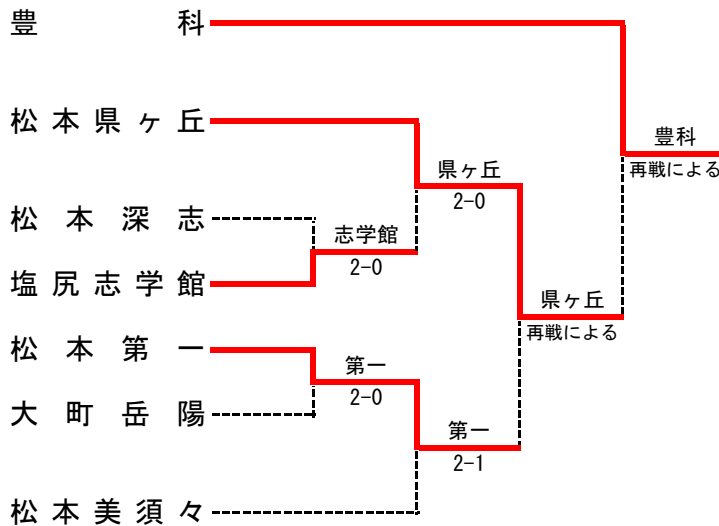 豊科
松本県ヶ丘
松本深志
塩尻志学館
松本第一
大町岳陽
松本美須々
志学館
2-0
第一
2-0
県ヶ丘
2-0
第一
2-1
県ヶ丘
再戦による
豊科
再戦による